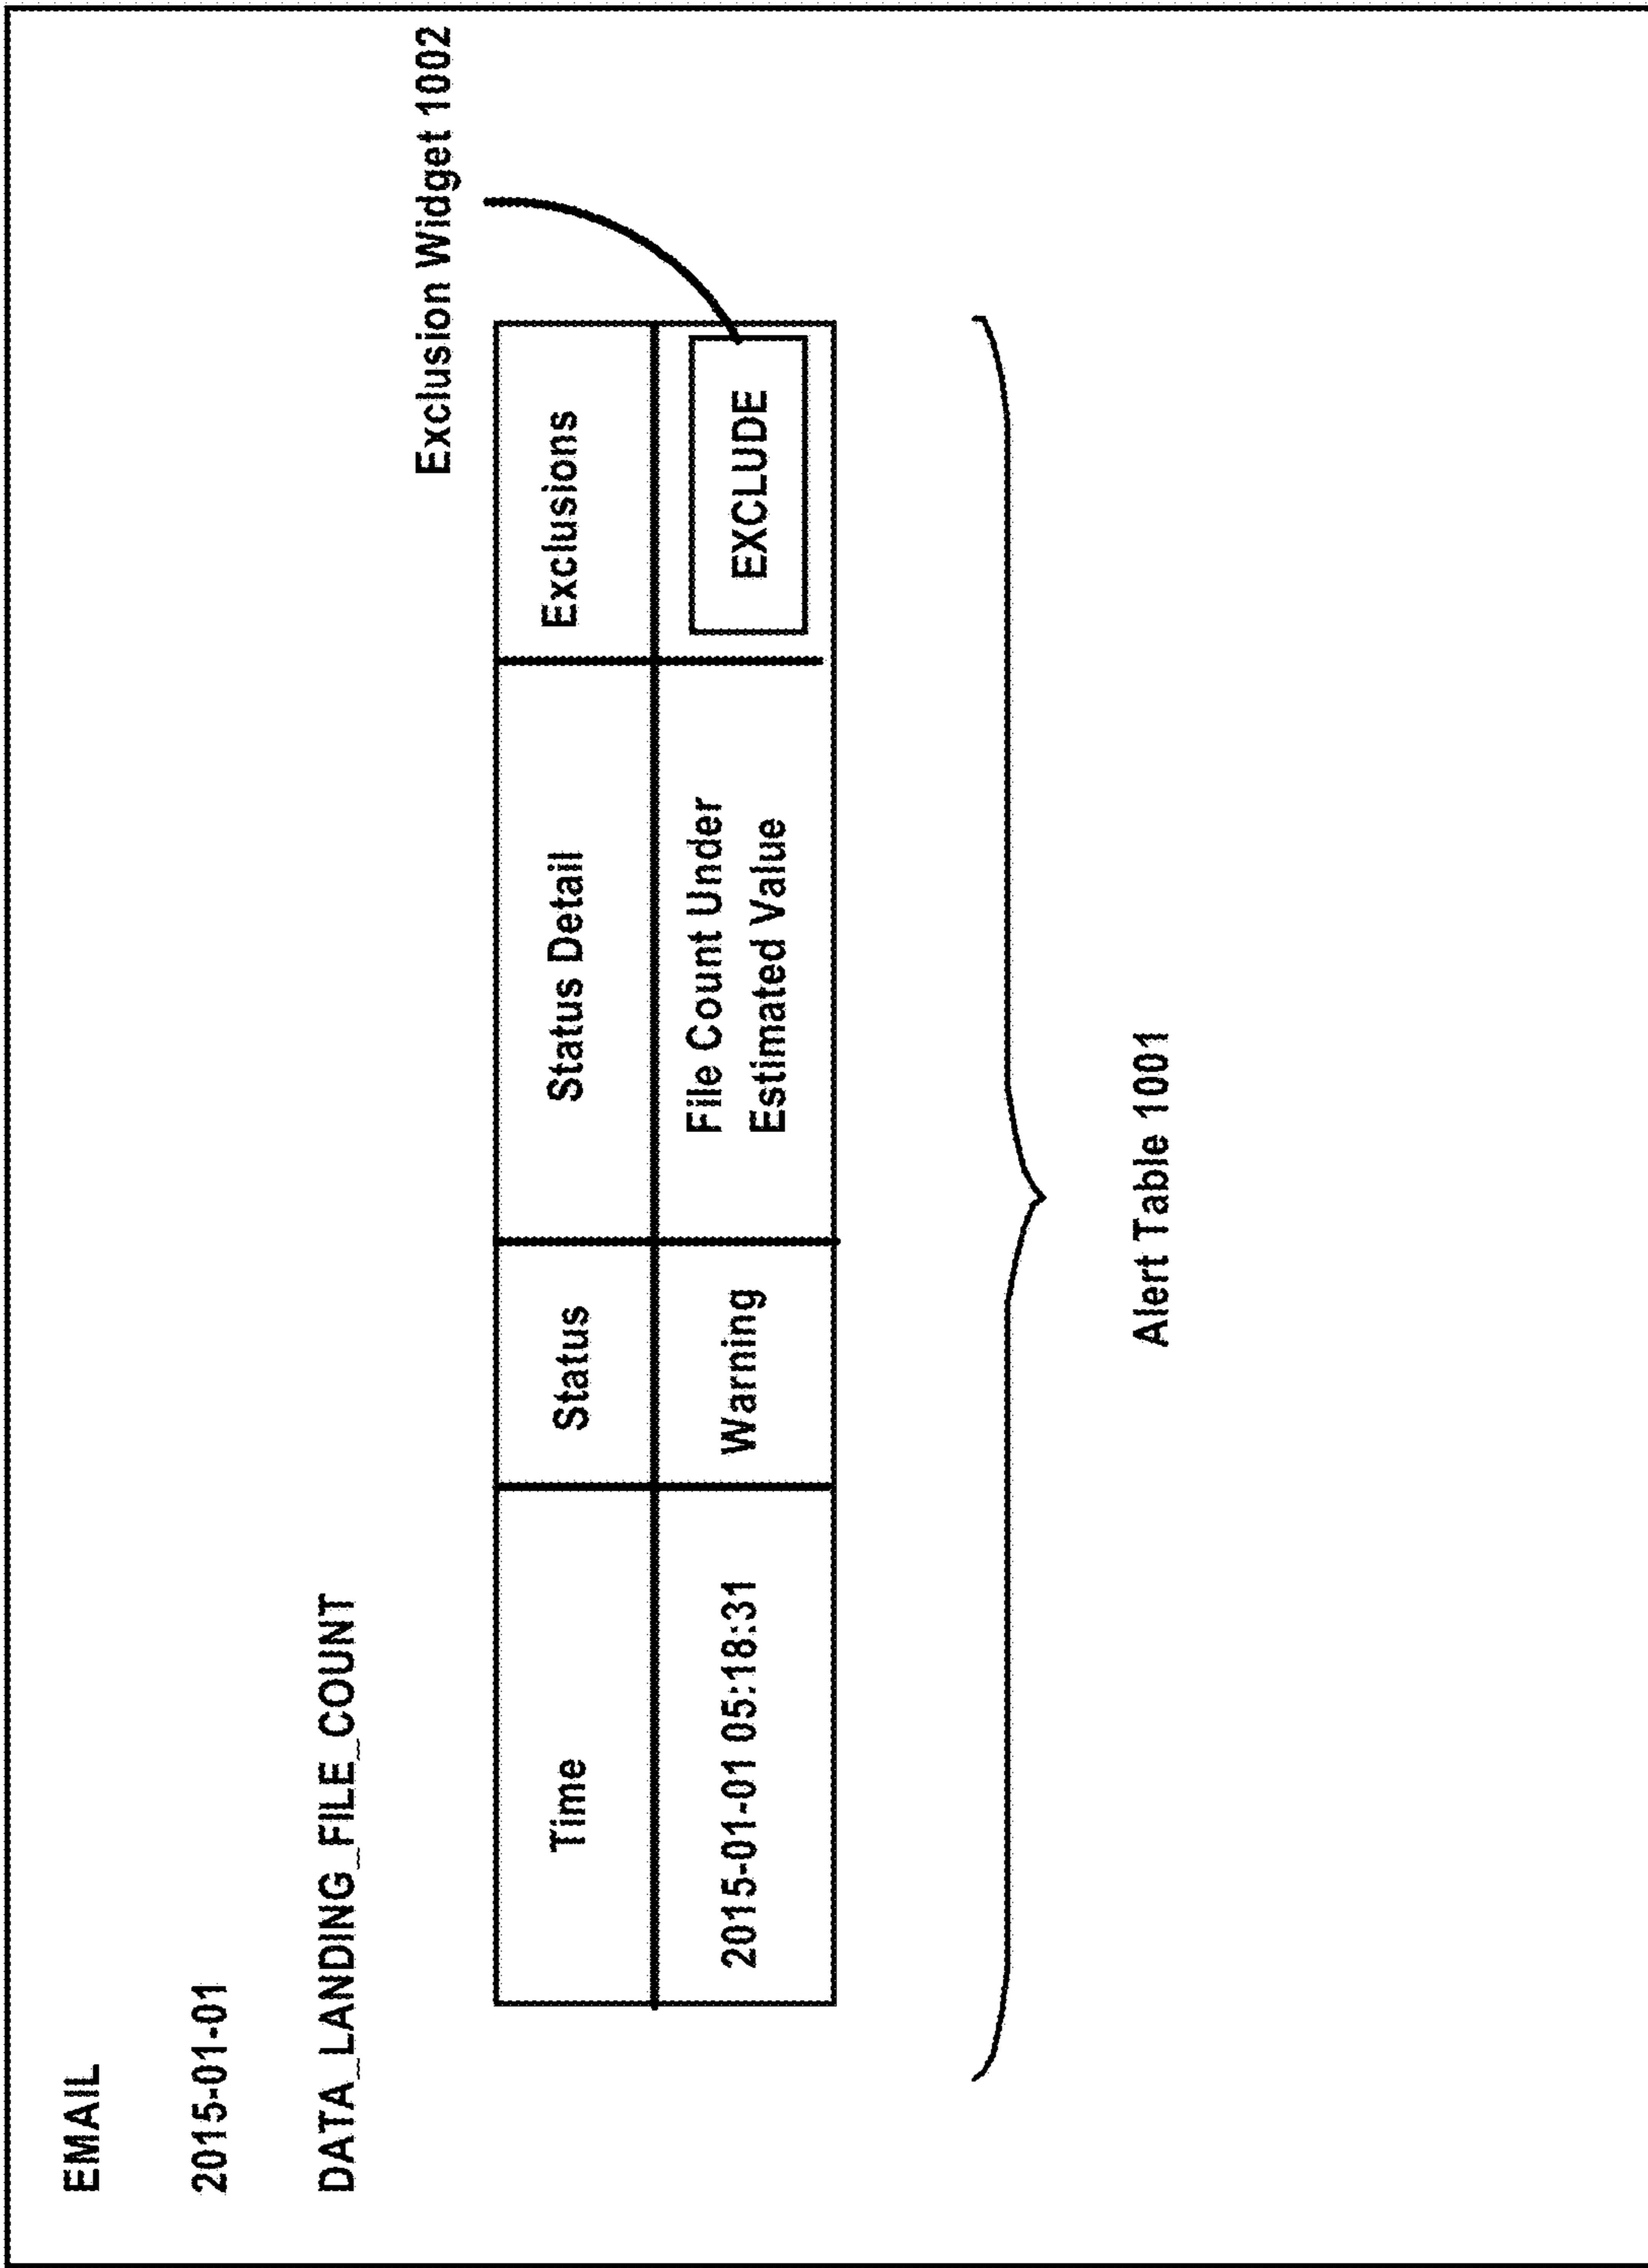 EMAIL
2015-01-01
DATA_LANDING_FILE_COUNT
Exclusion Widget 1002
Time
Status
Status Detail
Exclusions
2015-01-01 05:18:31
Warning
File Count Under
Estimated Value
EXCLUDE
Alert Table 1001